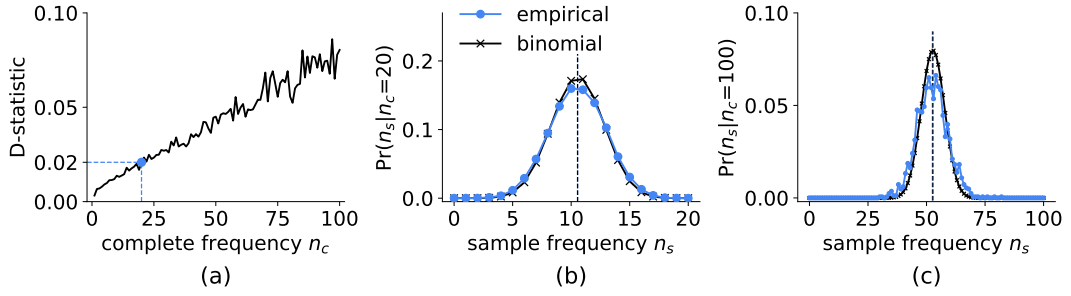 0.10
0.05
0.02
0.00
D-statistic
0 25 50 75 100
complete frequency n_c
(a)
empirical
binomial
0.2
0.1
0.0
Pr(n_s|n_c=20)
0 5 10 15 20
sample frequency n_s
(b)
0.10
0.05
0.00
Pr(n_s|n_c=100)
0 25 50 75 100
sample frequency n_s
(c)